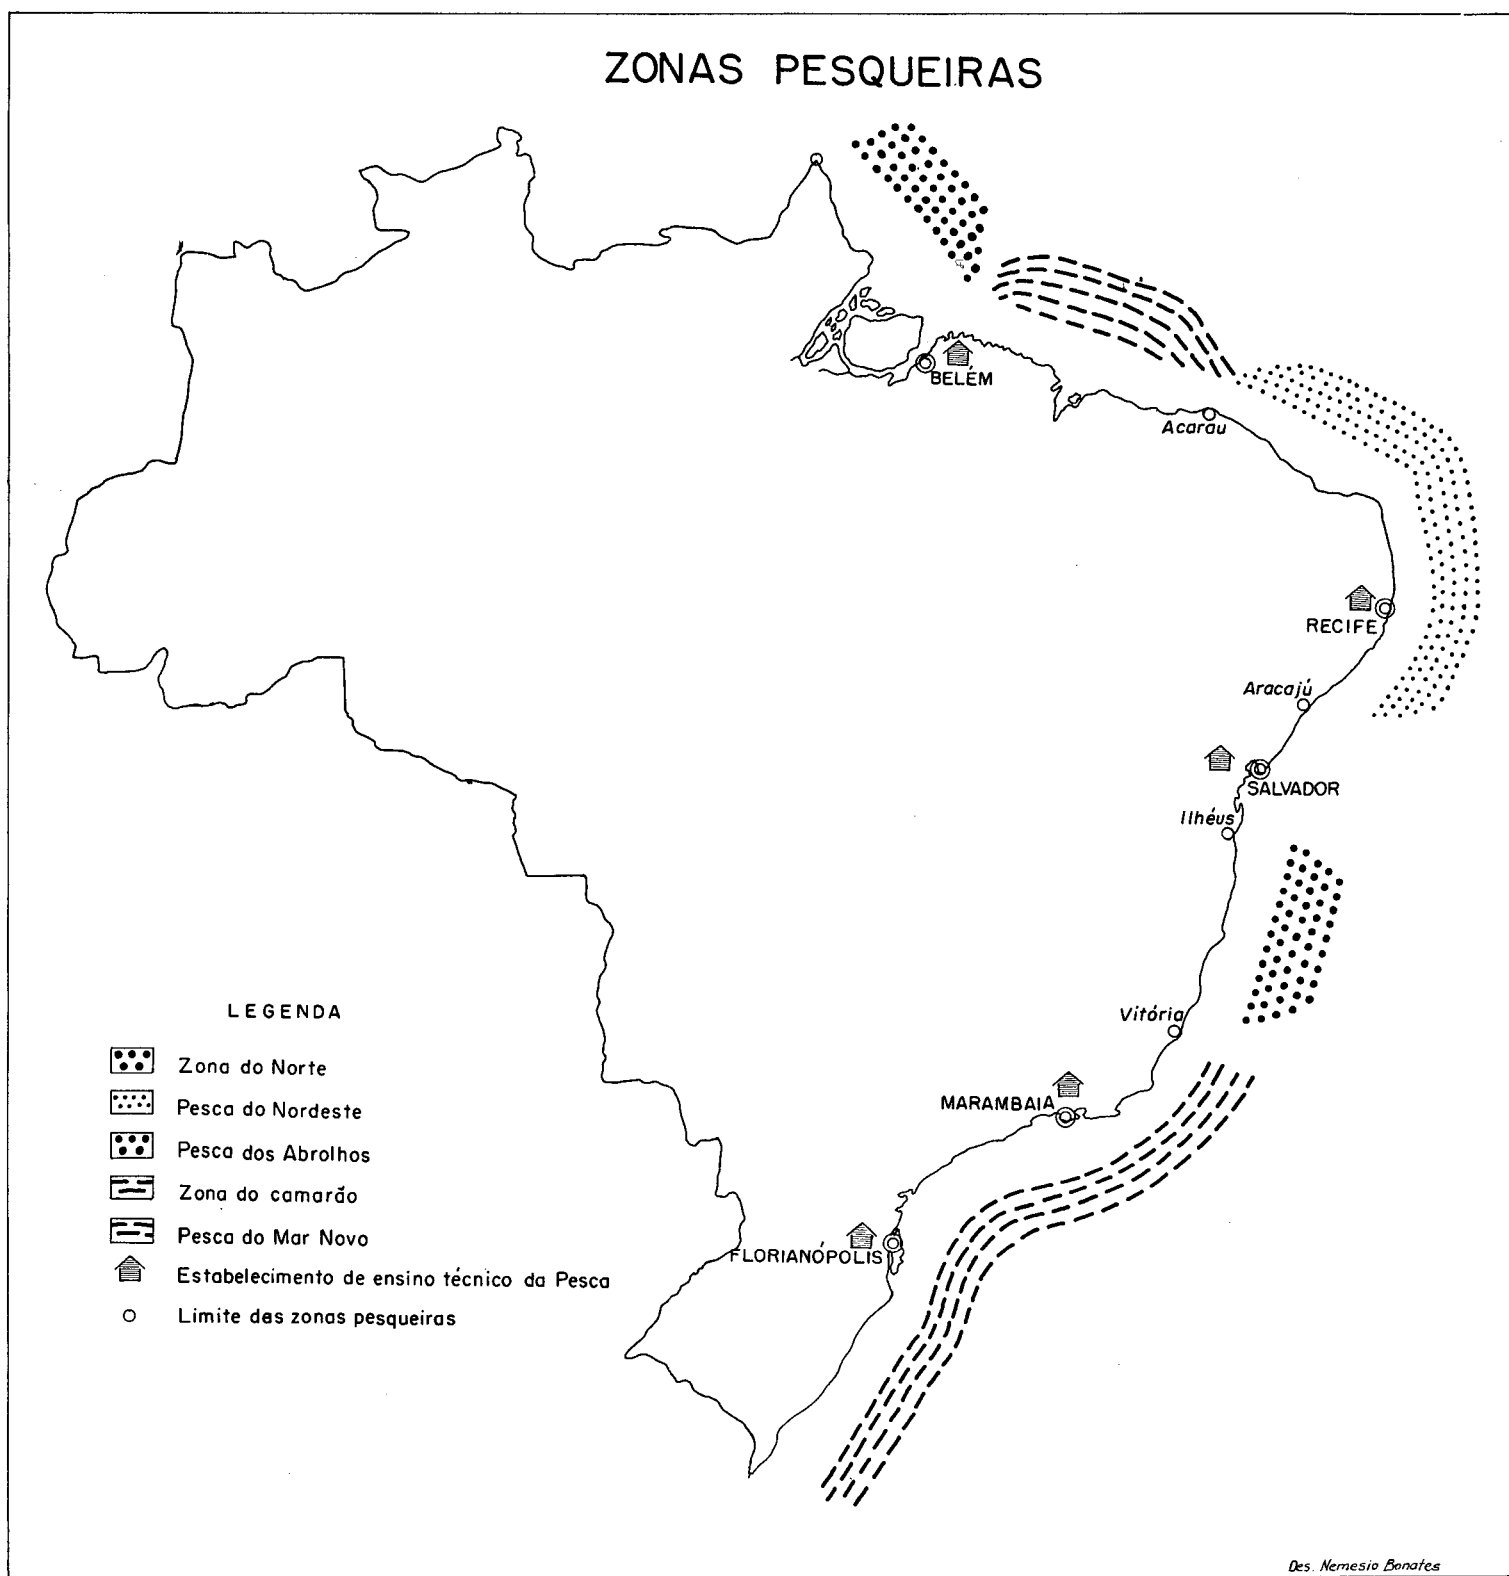 ZONAS PESQUEIRAS
BELÉM
Acaraú
RECIFE
Aracajú
SALVADOR
Ilhéus
Vitória
MARAMBAIA
FLORIANÓPOLIS
LEGENDA
Zona do Norte
Pesca do Nordeste
Pesca dos Abrolhos
Zona do camarão
Pesca do Mar Novo
Estabelecimento de ensino técnico da Pesca
Limite das zonas pesqueiras
Des. Nemesio Bonates